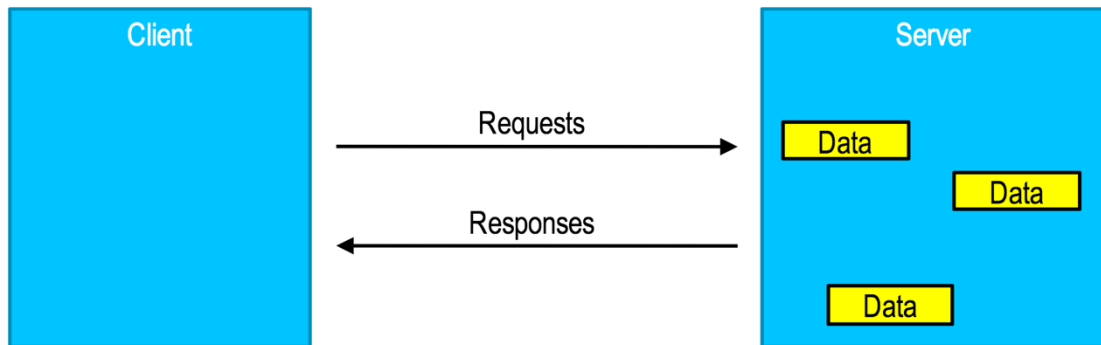 Client
Server
Requests
Data
Data
Responses
Data